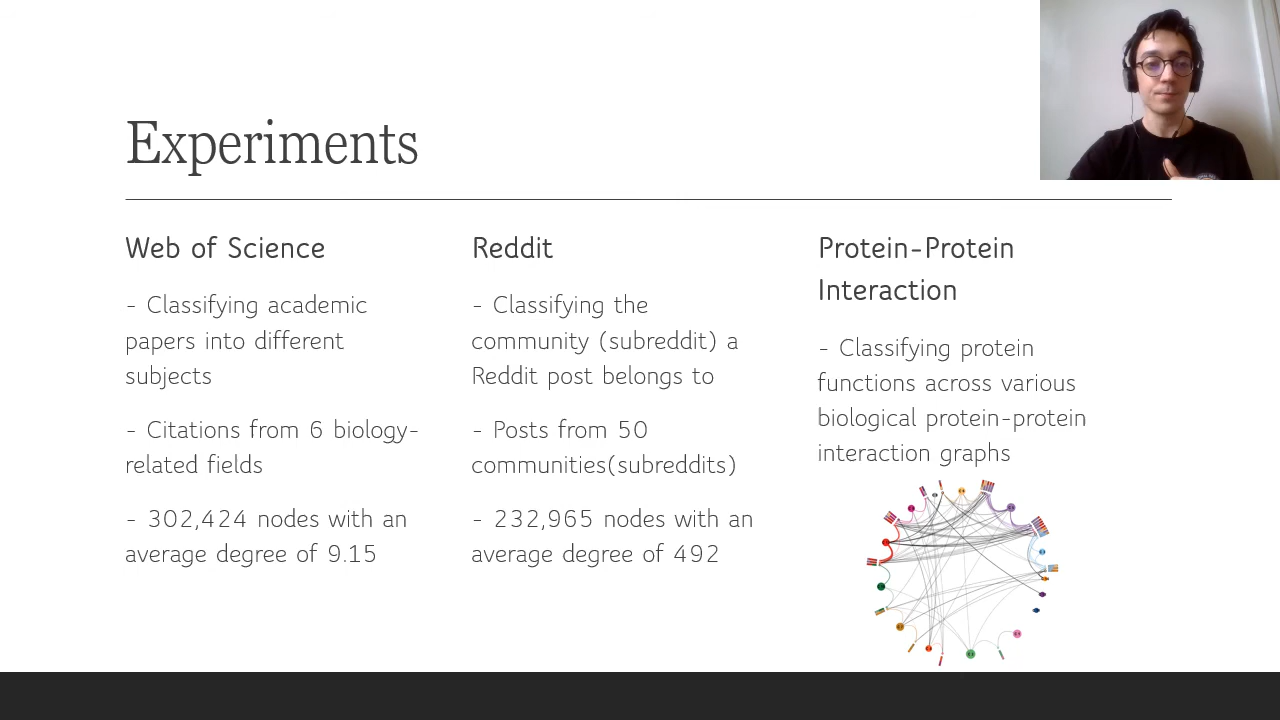 Experiments
Web of Science
- Classifying academic
papers into different
subjects
- Citations from 6 biology-
related fields
- 302,424 nodes with an
average degree of 9.15
Reddit
- Classifying the
community (subreddit) a
Reddit post belongs to
- Posts from 50
communities(subreddits)
- 232,965 nodes with an
average degree of 492
Protein-Protein
Interaction
- Classifying protein
functions across various
biological protein-protein
interaction graphs